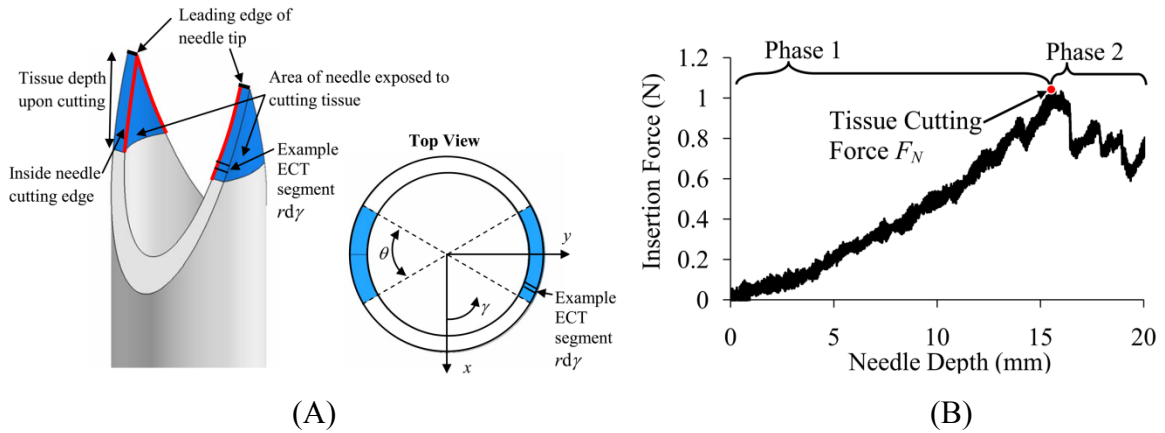 Leading edge of
needle tip
Tissue depth
upon cutting
Area of needle exposed to
cutting tissue
Inside needle
cutting edge
Example
ECT
segment
rdγ
Top View
θ
y
γ
x
Example
ECT
segment
rdγ
(A)
Phase 1
Phase 2
Tissue Cutting
Force F_N
Insertion Force (N)
1.2
1
0.8
0.6
0.4
0.2
0
0
5
10
15
20
Needle Depth (mm)
(B)